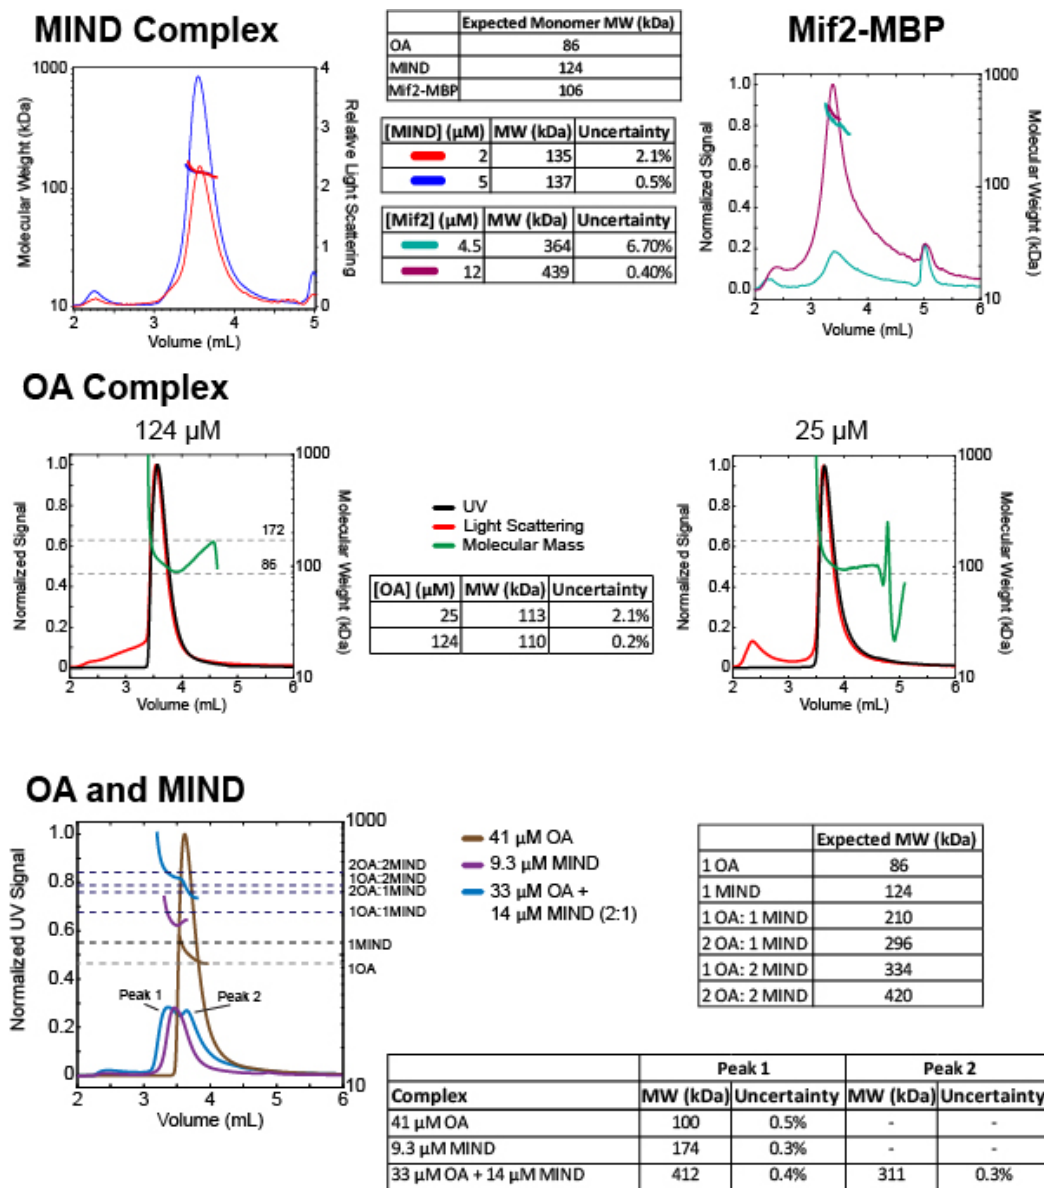 MIND Complex
Molecular Weight (kDa)
1000
100
10
4
3
2
1
0
Relative Light Scattering
2 3 4 5
Volume (mL)
Expected Monomer MW (kDa)
OA 86
MIND 124
Mif2-MBP 106
[MIND] (µM) MW (kDa) Uncertainty
2 135 2.1%
5 137 0.5%
[Mif2] (µM) MW (kDa) Uncertainty
4.5 364 6.70%
12 439 0.40%
Mif2-MBP
Normalized Signal
1.0
0.8
0.6
0.4
0.2
0.0
1000
100
10
Molecular Weight (kDa)
2 3 4 5 6
Volume (mL)
OA Complex
124 µM
Normalized Signal
1.0
0.8
0.6
0.4
0.2
0
172
86
1000
100
10
Molecular Weight (kDa)
2 3 4 5 6
Volume (mL)
UV
Light Scattering
Molecular Mass
[OA] (µM) MW (kDa) Uncertainty
25 113 2.1%
124 110 0.2%
25 µM
Normalized Signal
1.0
0.8
0.6
0.4
0.2
0
1000
100
10
Molecular Weight (kDa)
2 3 4 5 6
Volume (mL)
OA and MIND
Normalized UV Signal
1.0
0.8
0.6
0.4
0.2
0
Peak 1
Peak 2
1000
2OA:2MIND
1OA:2MIND
2OA:1MIND
1OA:1MIND
1MIND
1OA
10
2 3 4 5 6
Volume (mL)
41 µM OA
9.3 µM MIND
33 µM OA +
14 µM MIND (2:1)
Expected MW (kDa)
1 OA 86
1 MIND 124
1 OA: 1 MIND 210
2 OA: 1 MIND 296
1 OA: 2 MIND 334
2 OA: 2 MIND 420
Peak 1 Peak 2
Complex MW (kDa) Uncertainty MW (kDa) Uncertainty
41 µM OA 100 0.5% - -
9.3 µM MIND 174 0.3% - -
33 µM OA + 14 µM MIND 412 0.4% 311 0.3%